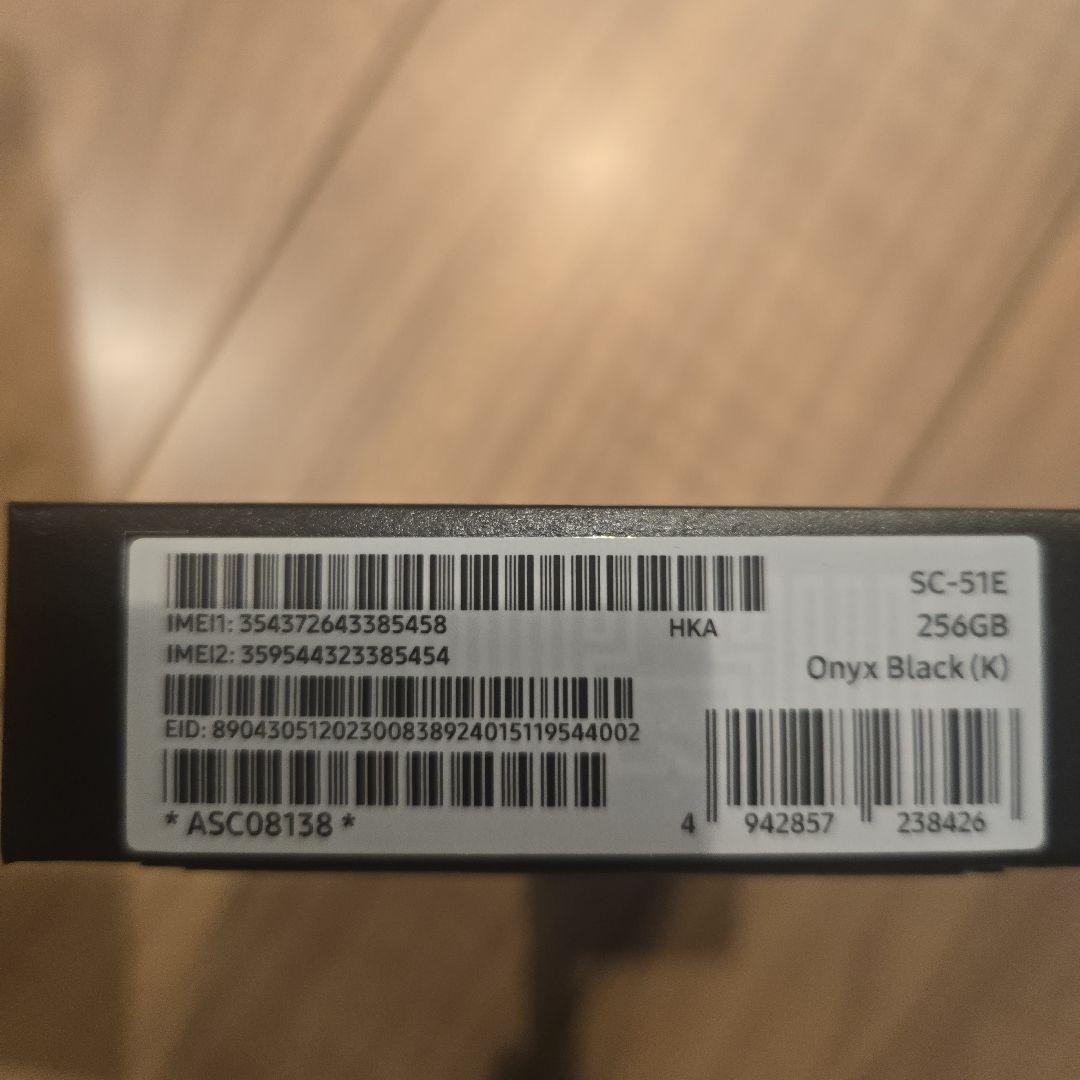 IMEI1: 354372643385458
HKA
IMEI2: 359544323385454
EID: 89043051202300838924015119544002
* ASC08138 *
SC-51E
256GB
Onyx Black (K)
4 942857 238426